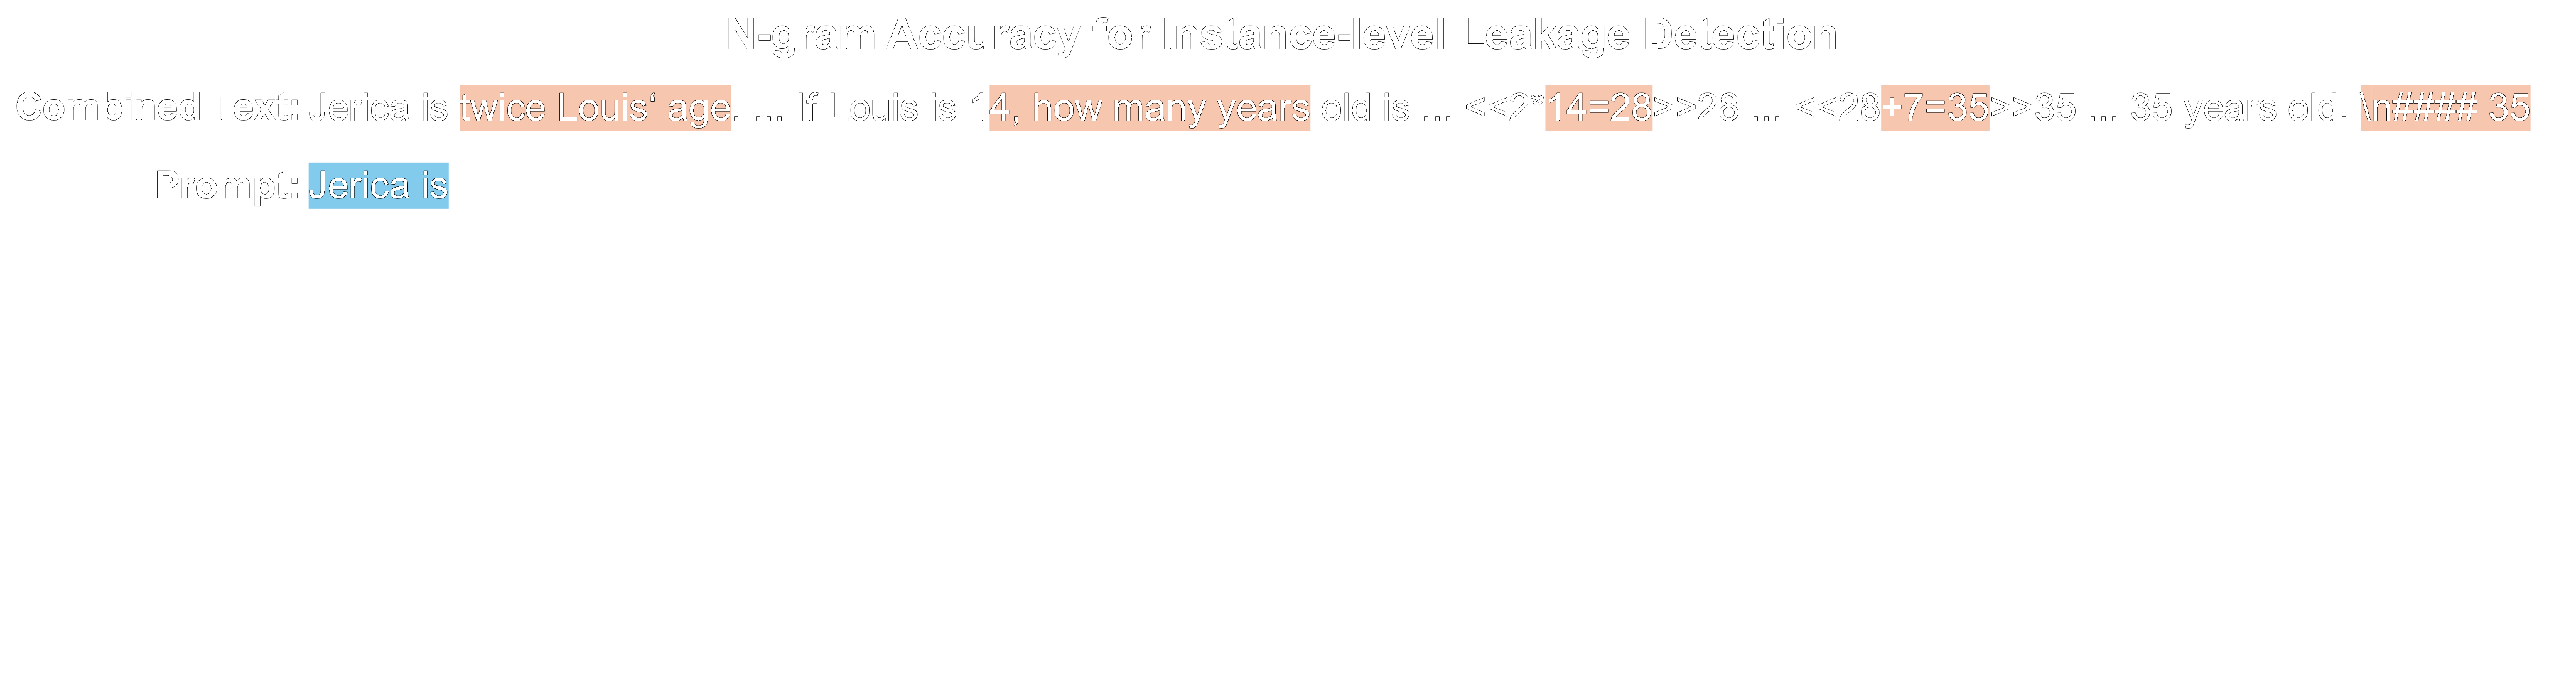 N-gram Accuracy for Instance-level Leakage Detection
Combined Text: Jerica is twice Louis‘ age. ... If Louis is 14, how many years old is ... <<2*14=28>>28 ... <<28+7=35>>35 ... 35 years old. \n#### 35
Prompt: Jerica is